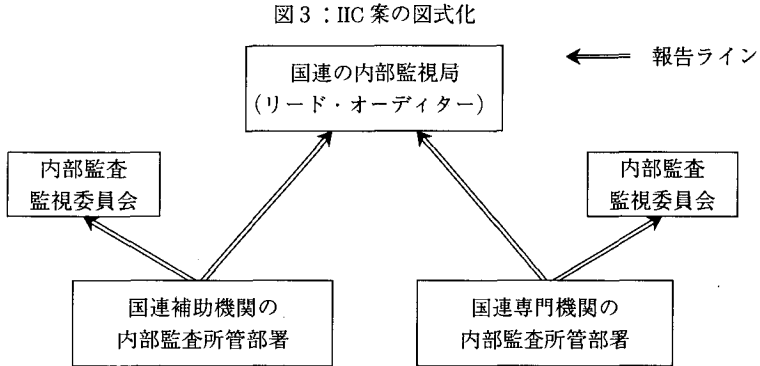 図3：IIC案の図式化
国連の内部監視局
（リード・オーディター）
報告ライン
内部監査
監視委員会
内部監査
監視委員会
国連補助機関の
内部監査所管部署
国連専門機関の
内部監査所管部署